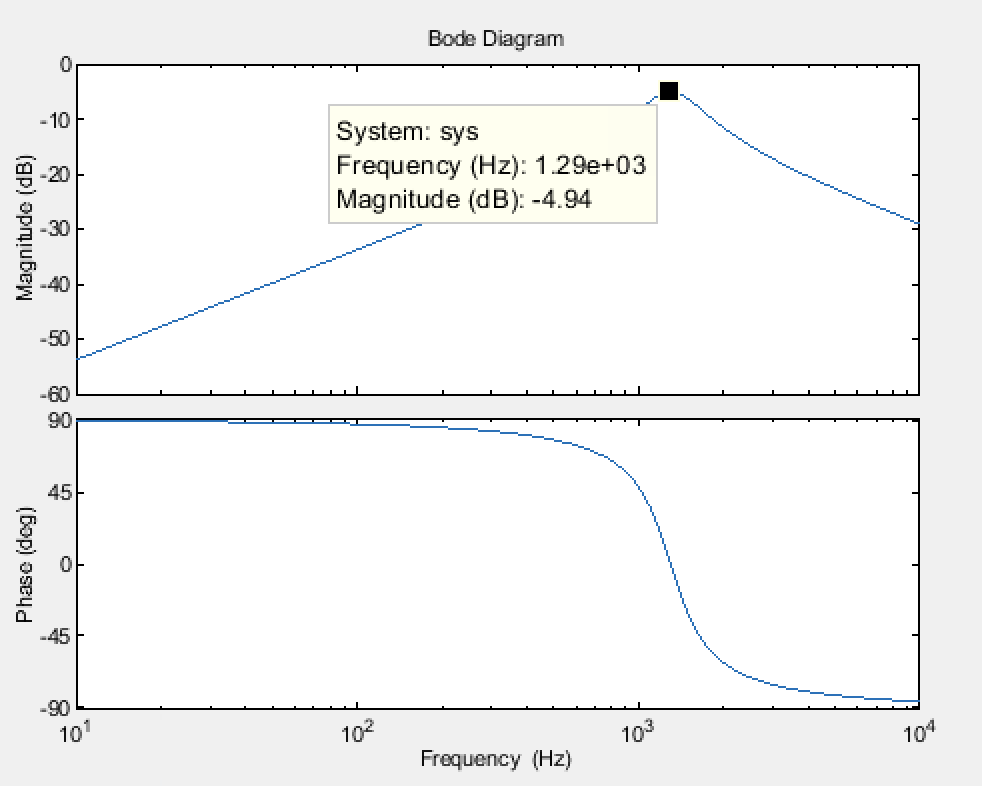 Bode Diagram
0
-10
-20
-30
-40
-50
-60
Magnitude (dB)
System: sys
Frequency (Hz): 1.29e+03
Magnitude (dB): -4.94
90
45
0
-45
-90
Phase (deg)
10^1
10^2
10^3
10^4
Frequency (Hz)